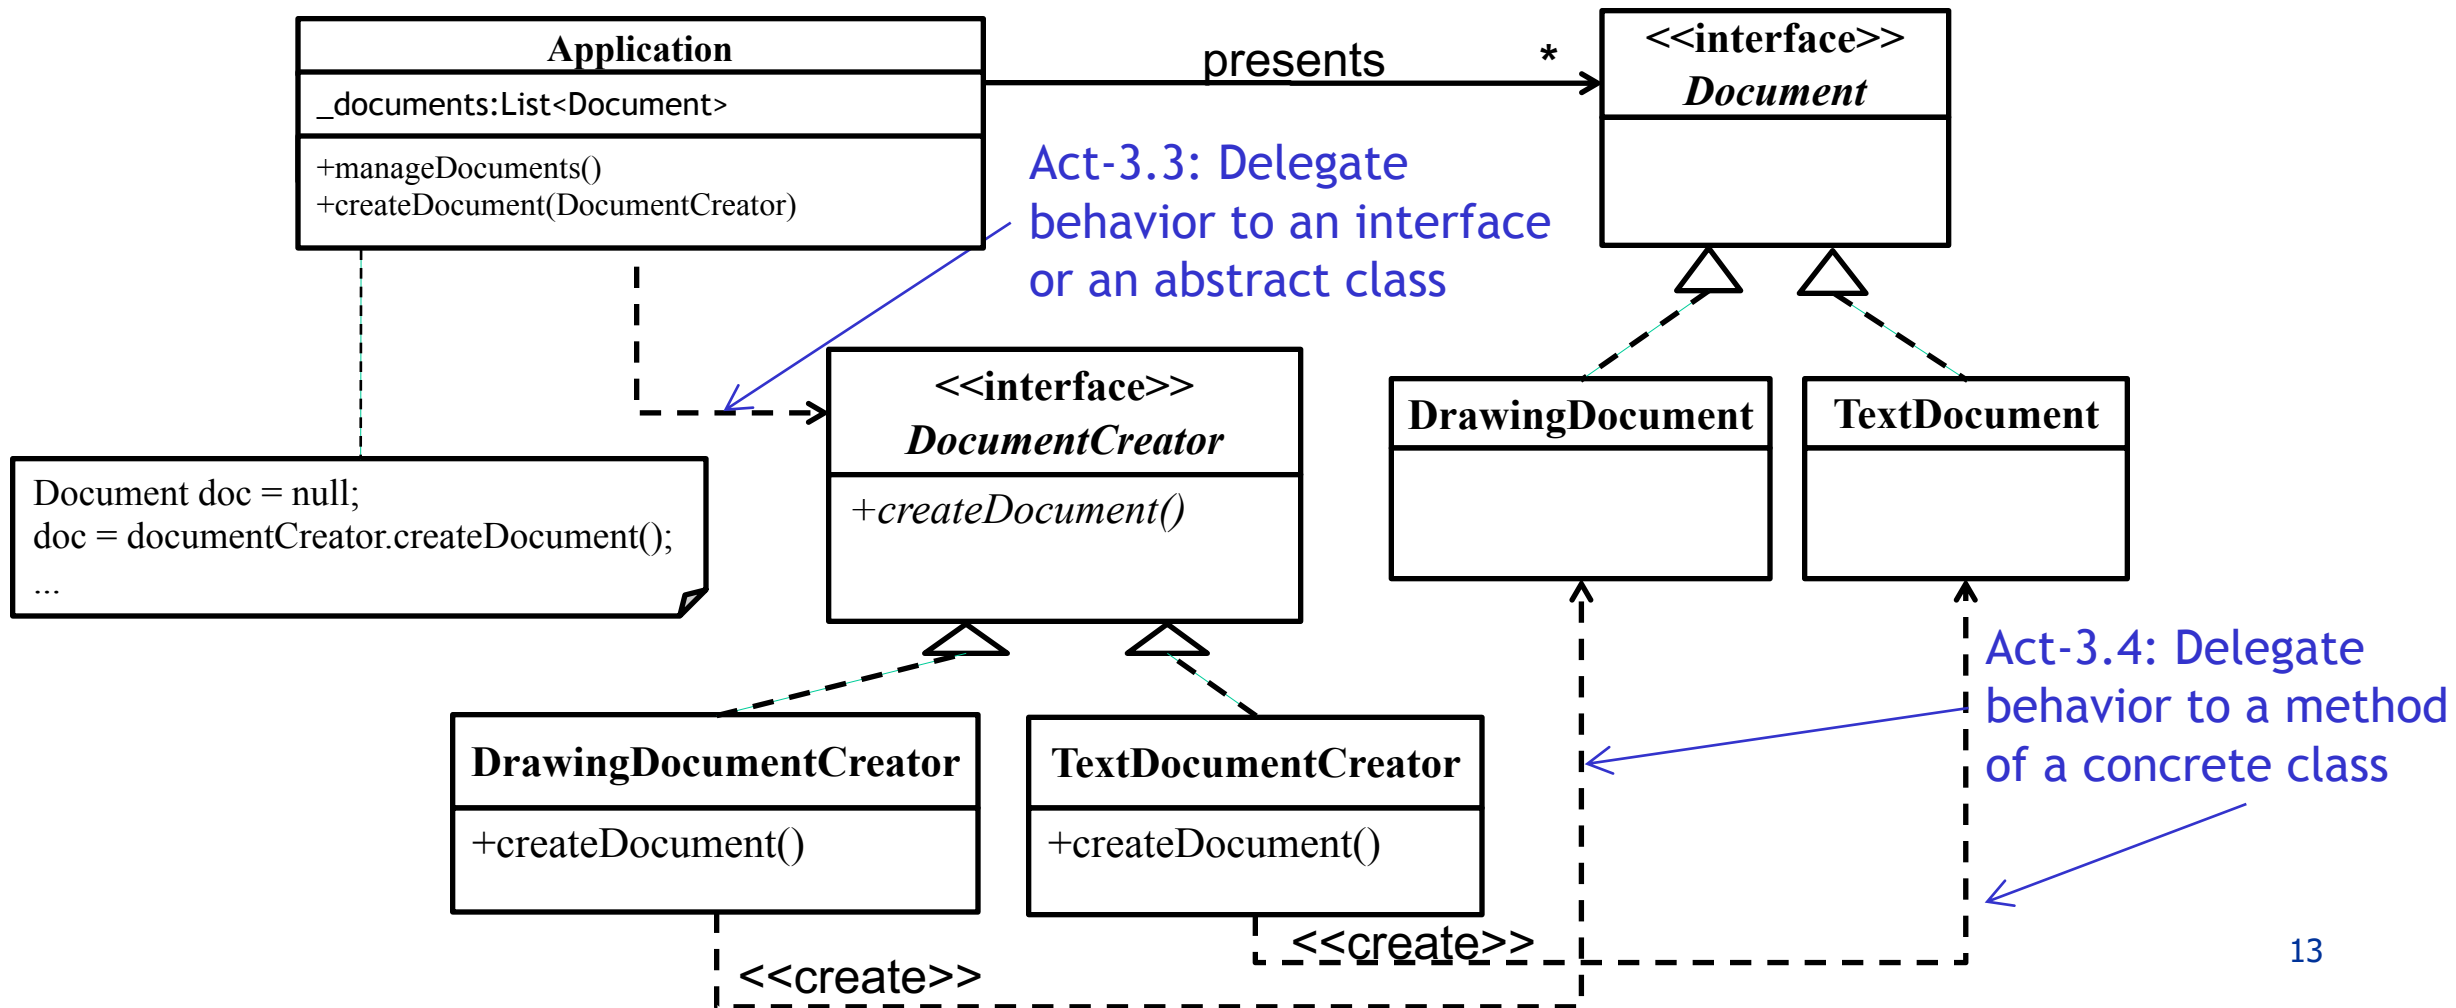 Application
_documents:List<Document>
+manageDocuments()
+createDocument(DocumentCreator)
presents
*
<<interface>>
Document
Act-3.3: Delegate
behavior to an interface
or an abstract class
<<interface>>
DocumentCreator
+createDocument()
DrawingDocument
TextDocument
Document doc = null;
doc = documentCreator.createDocument();
...
Act-3.4: Delegate
behavior to a method
of a concrete class
DrawingDocumentCreator
+createDocument()
TextDocumentCreator
+createDocument()
<<create>>
<<create>>
13